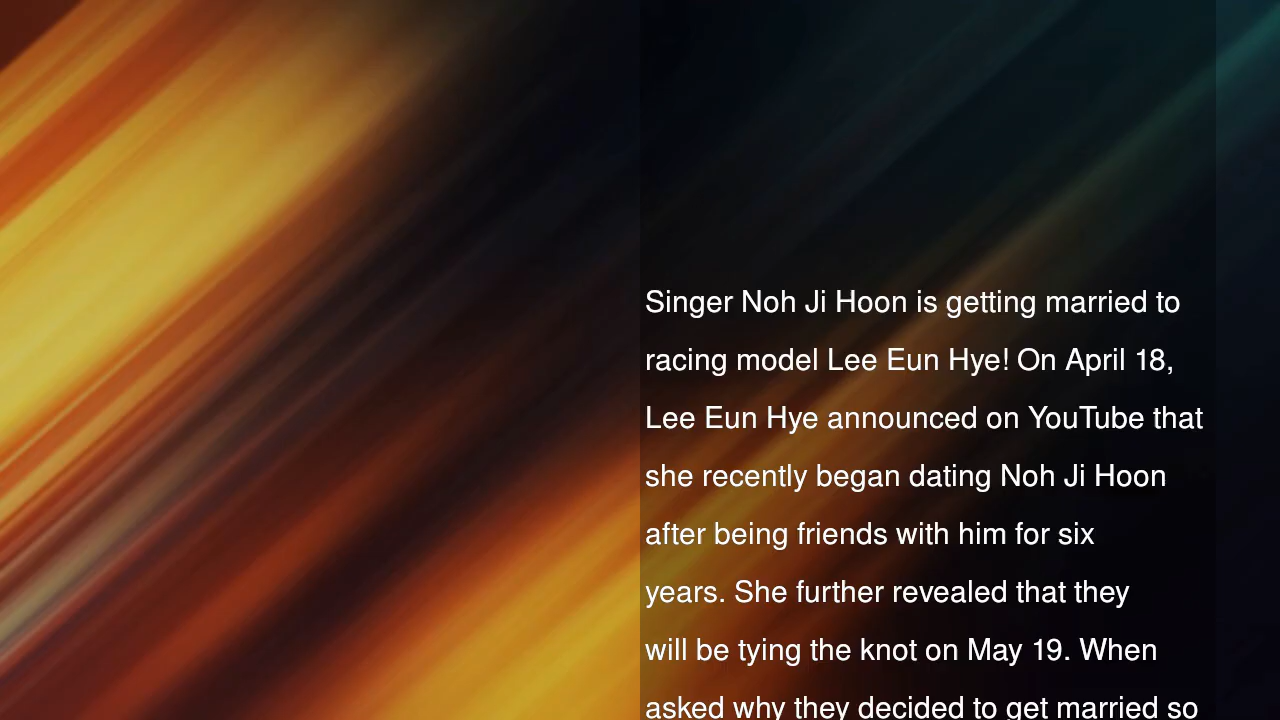 Singer Noh Ji Hoon is getting married to
racing model Lee Eun Hye! On April 18,
Lee Eun Hye announced on YouTube that
she recently began dating Noh Ji Hoon
after being friends with him for six
years. She further revealed that they
will be tying the knot on May 19. When
asked why they decided to get married so